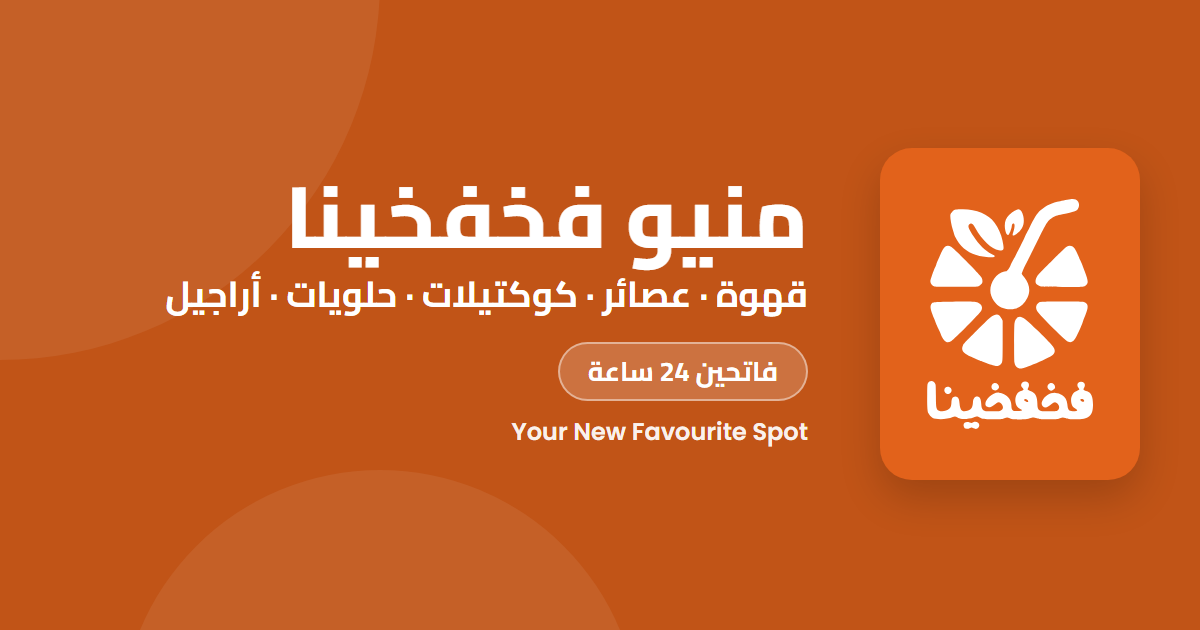 منيو فخفخينا
قهوة · عصائر · كوكتيلات · حلويات · أراجيل
فاتحين 24 ساعة
Your New Favourite Spot
فخفخينا